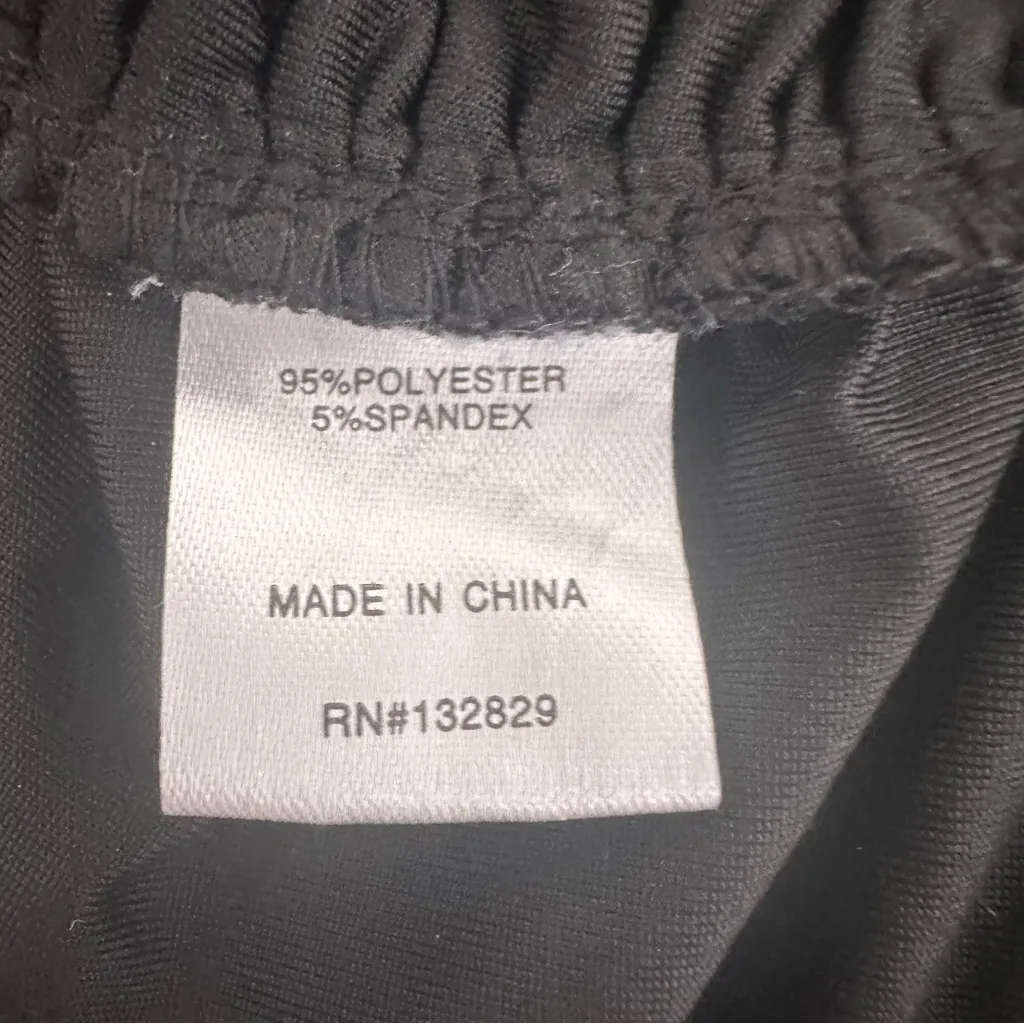 95%POLYESTER
5%SPANDEX
MADE IN CHINA
RN#132829